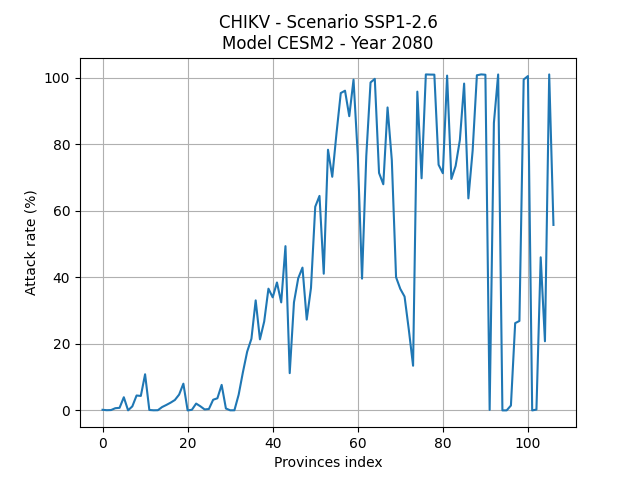 CHIKV - Scenario SSP1-2.6
Model CESM2 - Year 2080
100
80
60
40
20
0
Attack rate (%)
0 20 40 60 80 100
Provinces index